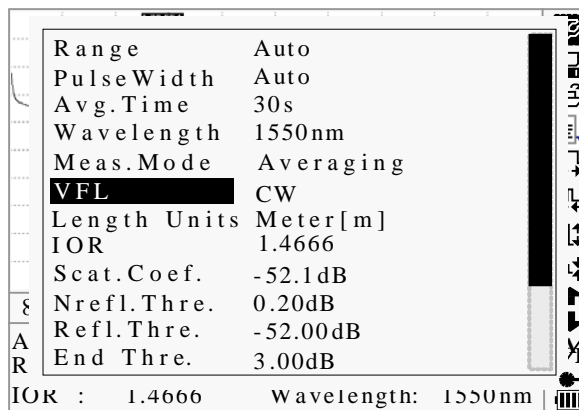 Range Auto
PulseWidth Auto
Avg.Time 30s
Wavelength 1550nm
Meas.Mode Averaging
VFL CW
Length Units Meter[m]
IOR 1.4666
Scat.Coef. -52.1dB
Nrefl.Thre. 0.20dB
Refl.Thre. -52.00dB
End Thre. 3.00dB
A
R
IOR : 1.4666 Wavelength: 1550nm